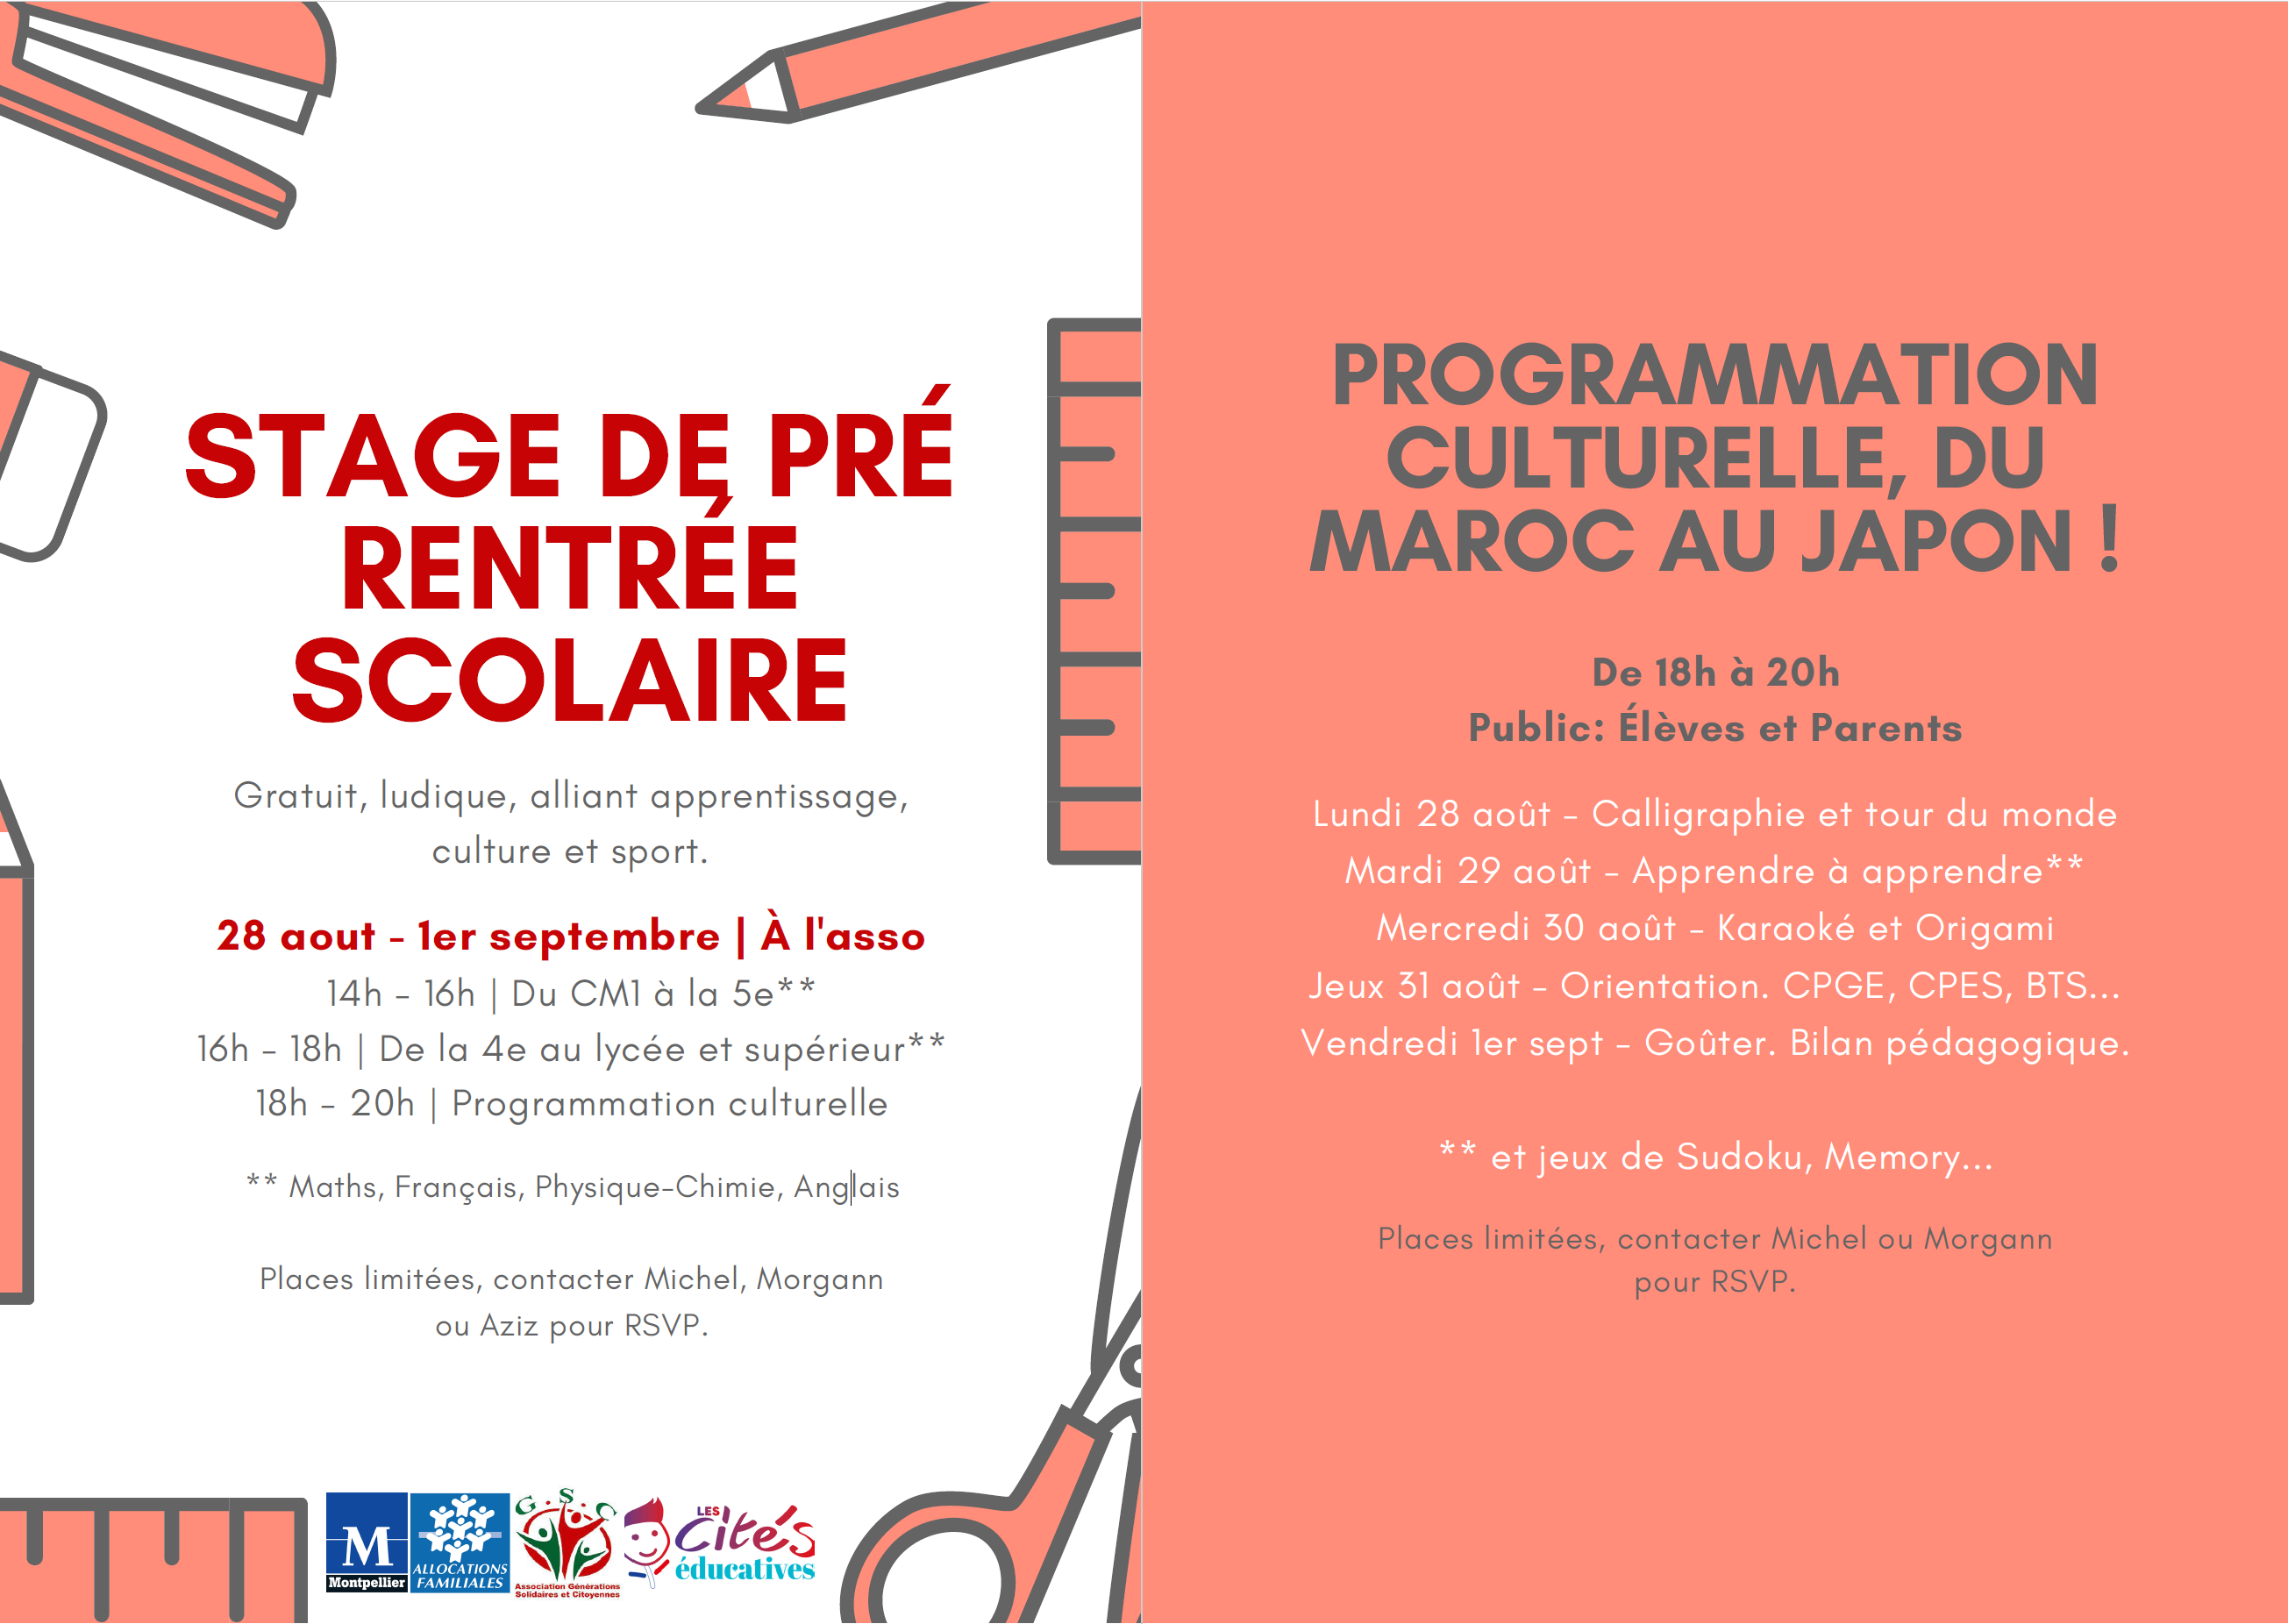 STAGE DE PRÉ
RENTRÉE
SCOLAIRE
Gratuit, ludique, alliant apprentissage,
culture et sport.
28 aout - 1er septembre | À l'asso
14h - 16h | Du CM1 à la 5e**
16h - 18h | De la 4e au lycée et supérieur**
18h - 20h | Programmation culturelle
** Maths, Français, Physique-Chimie, Anglais
Places limitées, contacter Michel, Morgann
ou Aziz pour RSVP.
M
Montpellier
ALLOCATIONS
FAMILIALES
G.S.C
Association Générations
Solidaires et Citoyennes
LES
Cités
éducatives
PROGRAMMATION
CULTURELLE, DU
MAROC AU JAPON !
De 18h à 20h
Public: Élèves et Parents
Lundi 28 août - Calligraphie et tour du monde
Mardi 29 août - Apprendre à apprendre**
Mercredi 30 août - Karaoké et Origami
Jeux 31 août - Orientation. CPGE, CPES, BTS...
Vendredi 1er sept - Goûter. Bilan pédagogique.
** et jeux de Sudoku, Memory...
Places limitées, contacter Michel ou Morgann
pour RSVP.